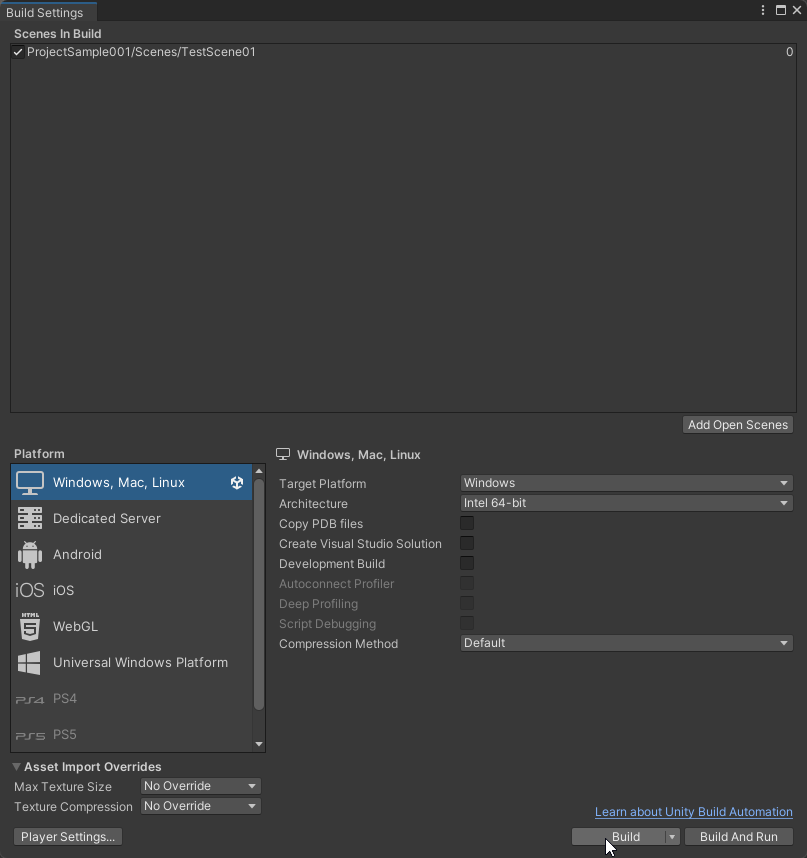 Build Settings
Scenes In Build
ProjectSample001/Scenes/TestScene01 0
Add Open Scenes
Platform
Windows, Mac, Linux
Dedicated Server
Android
iOS iOS
HTML 5 WebGL
Universal Windows Platform
PS4 PS4
PS5 PS5
Windows, Mac, Linux
Target Platform Windows
Architecture Intel 64-bit
Copy PDB files
Create Visual Studio Solution
Development Build
Autoconnect Profiler
Deep Profiling
Script Debugging
Compression Method Default
Asset Import Overrides
Max Texture Size No Override
Texture Compression No Override
Learn about Unity Build Automation
Player Settings... Build Build And Run